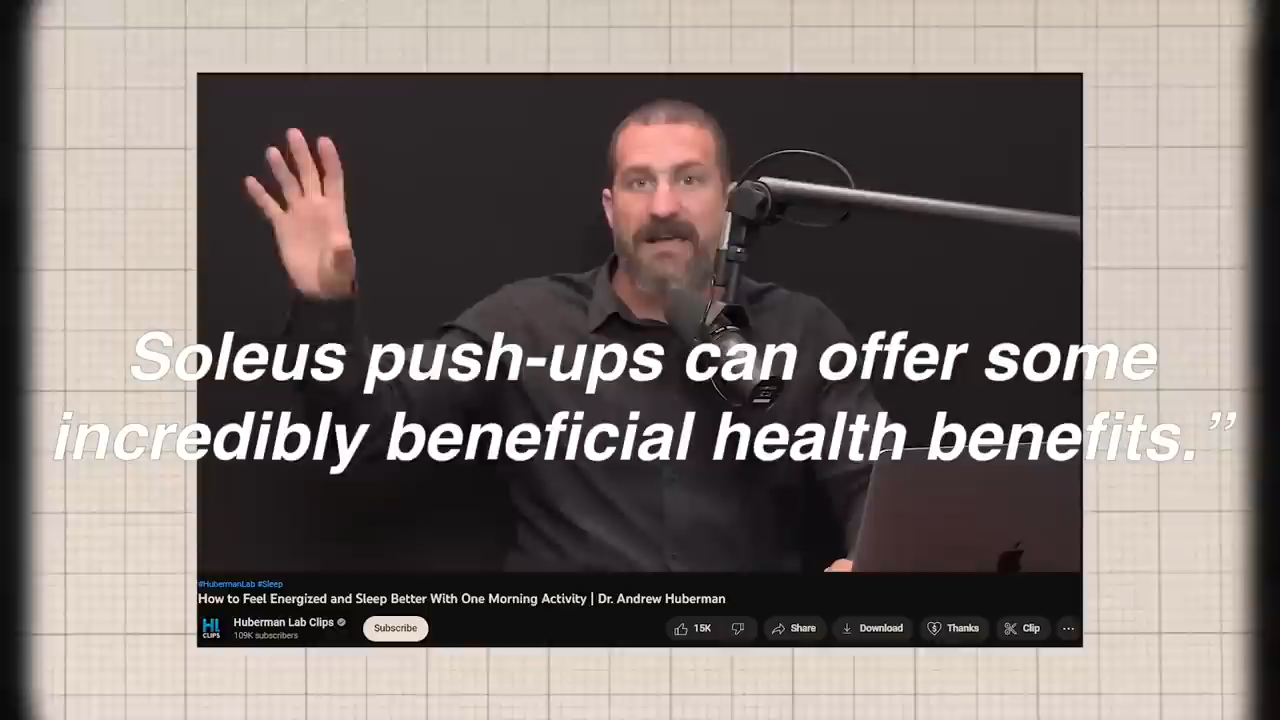 Soleus push-ups can offer some
incredibly beneficial health benefits.”
#HubermanLab #Sleep
How to Feel Energized and Sleep Better With One Morning Activity | Dr. Andrew Huberman
HL CLIPS
Huberman Lab Clips
109K subscribers
Subscribe
15K
Share
Download
Thanks
Clip